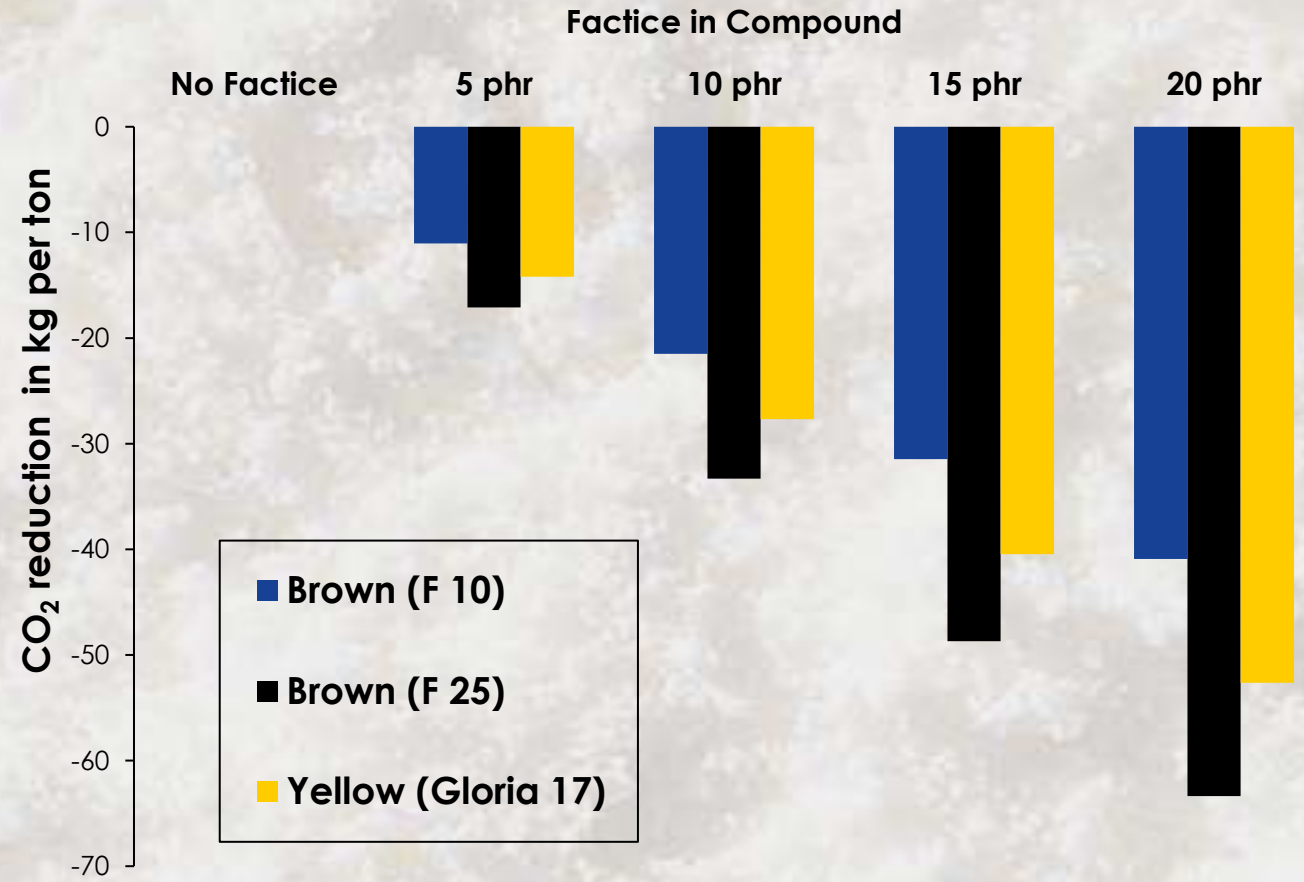 Factice in Compound
No Factice 5 phr 10 phr 15 phr 20 phr
CO₂ reduction in kg per ton
0
-10
-20
-30
-40
-50
-60
-70
Brown (F 10)
Brown (F 25)
Yellow (Gloria 17)